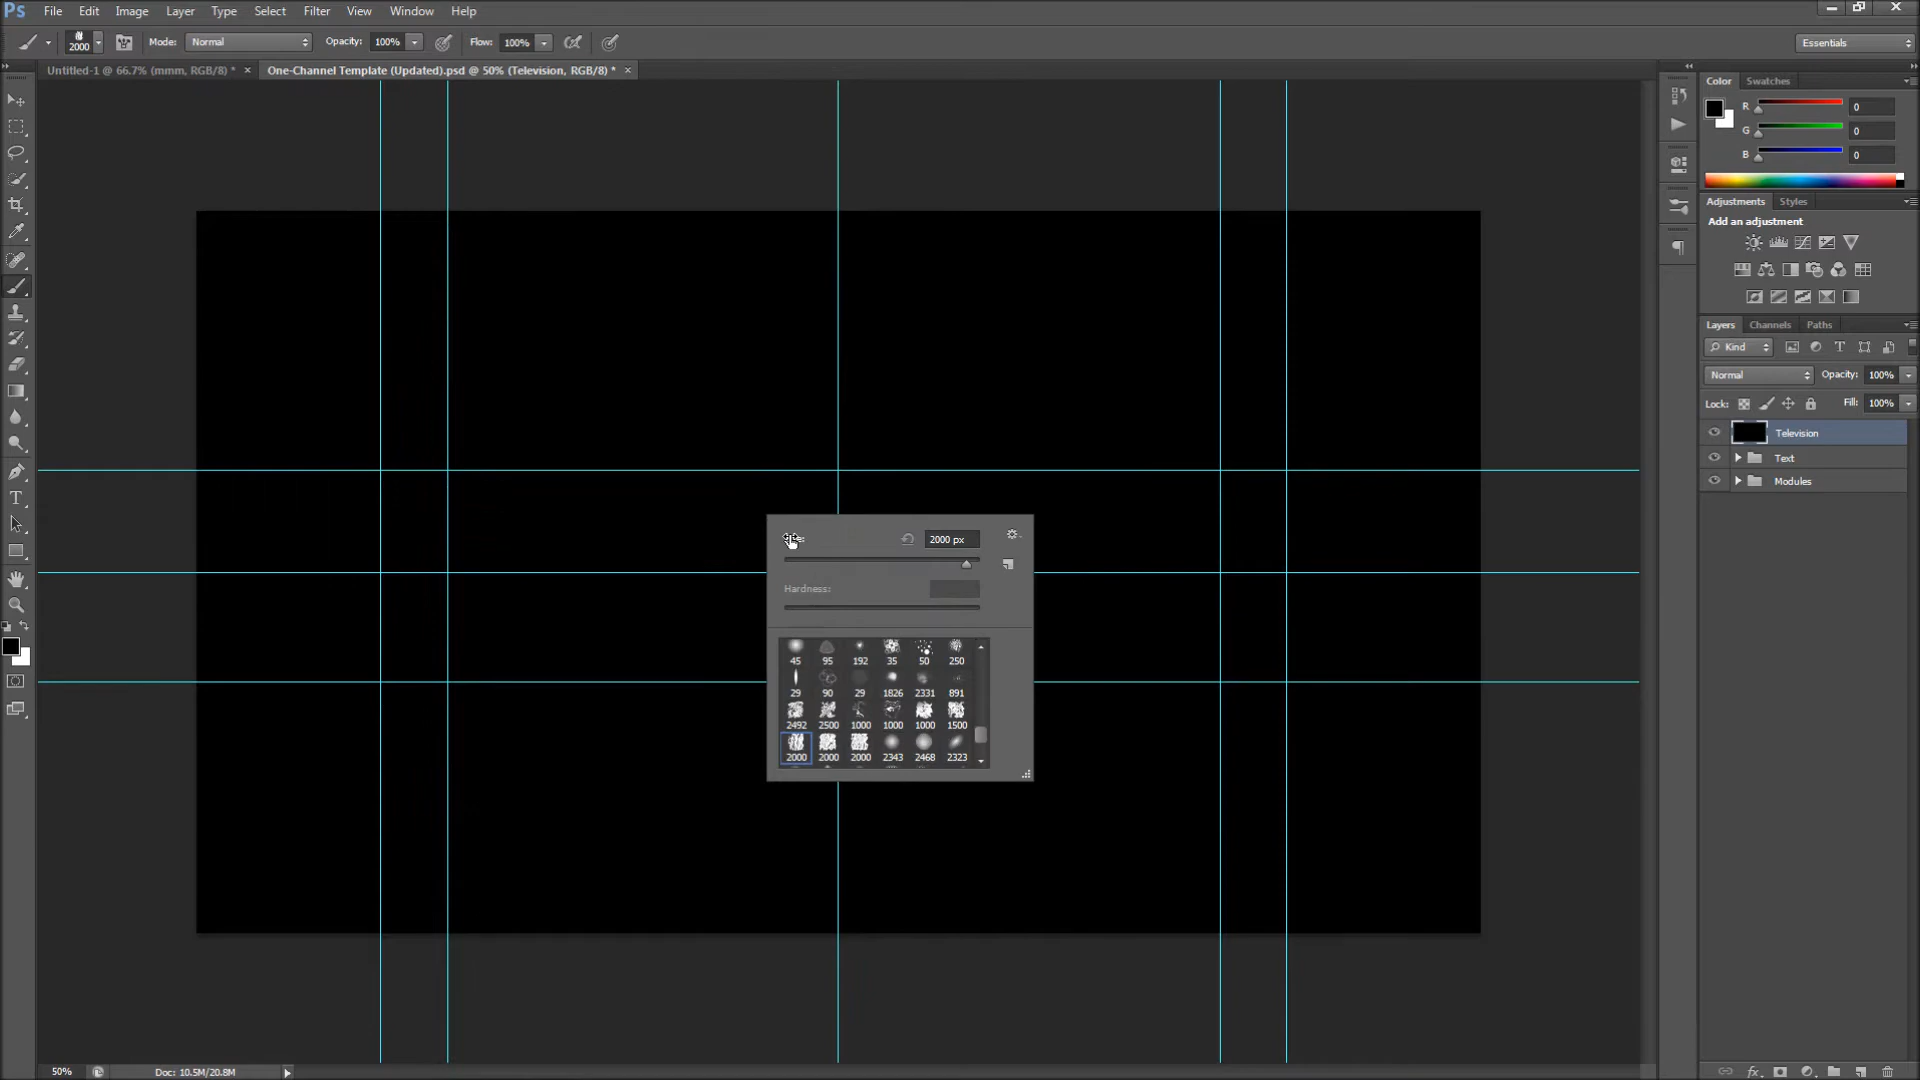 Ps File Edit Image Layer Type Select Filter View Window Help
2000 Mode: Normal Opacity: 100% Flow: 100% Essentials
Untitled-1 @ 66.7% (mmm, RGB/8) * × One-Channel Template (Updated).psd @ 50% (Television, RGB/8) * ×
Color Swatches
R 0
G 0
B 0
Adjustments Styles
Add an adjustment
Layers Channels Paths
Kind
Normal Opacity: 100%
Lock: Fill: 100%
Television
Text
Modules
2000 px
Hardness:
45 95 192 35 50 250
29 90 29 1826 2331 891
2492 2500 1000 1000 1000 1500
2000 2000 2000 2343 2468 2323
50% Doc: 10.5M/20.8M